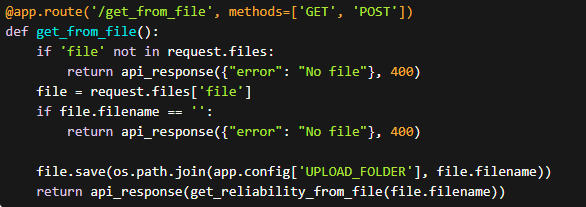 @app.route('/get_from_file', methods=['GET', 'POST'])
def get_from_file():
    if 'file' not in request.files:
        return api_response({"error": "No file"}, 400)
    file = request.files['file']
    if file.filename == '':
        return api_response({"error": "No file"}, 400)

    file.save(os.path.join(app.config['UPLOAD_FOLDER'], file.filename))
    return api_response(get_reliability_from_file(file.filename))